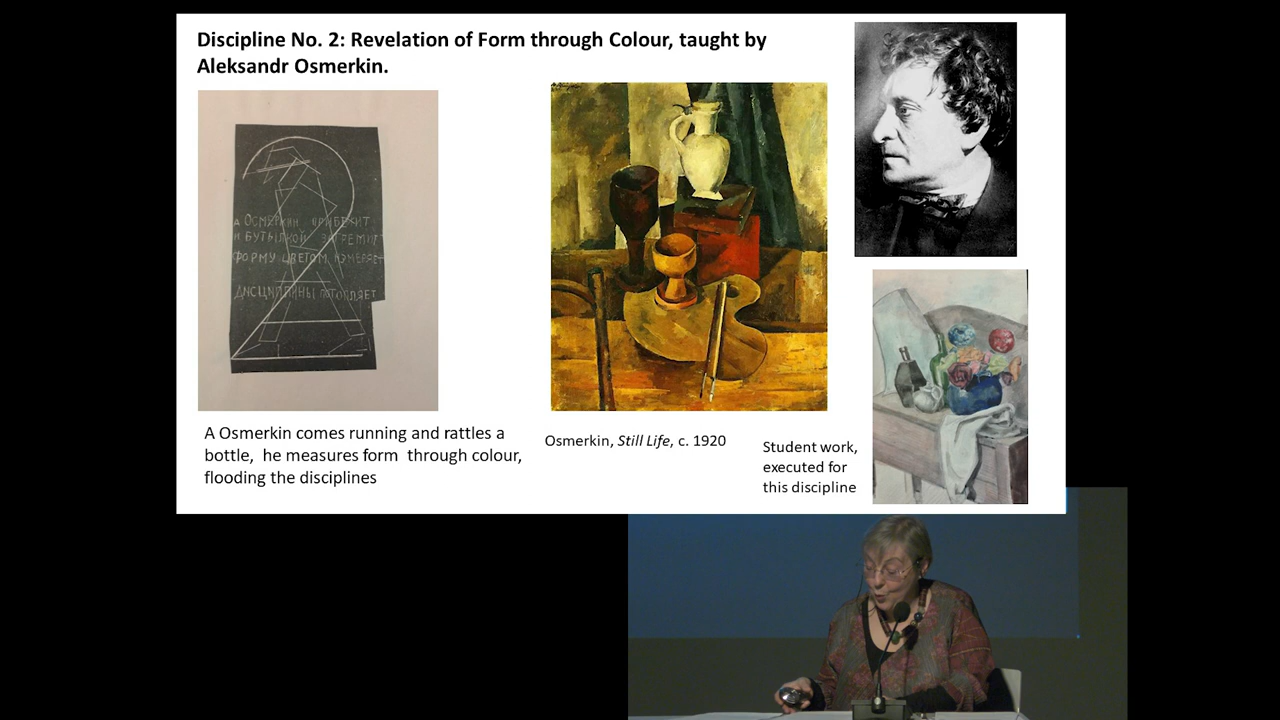 Discipline No. 2: Revelation of Form through Colour, taught by
Aleksandr Osmerkin.
А ОСМЕРКИН ПРИБЕЖИТ
И БУТЫЛКОЙ
ФОРМУ ЦВЕТОМ ИЗМЕРЯЕТ
ДИСЦИПЛИНЫ ПОТОПЛЯЕТ
A Osmerkin comes running and rattles a
bottle, he measures form through colour,
flooding the disciplines
Osmerkin, Still Life, c. 1920
Student work,
executed for
this discipline